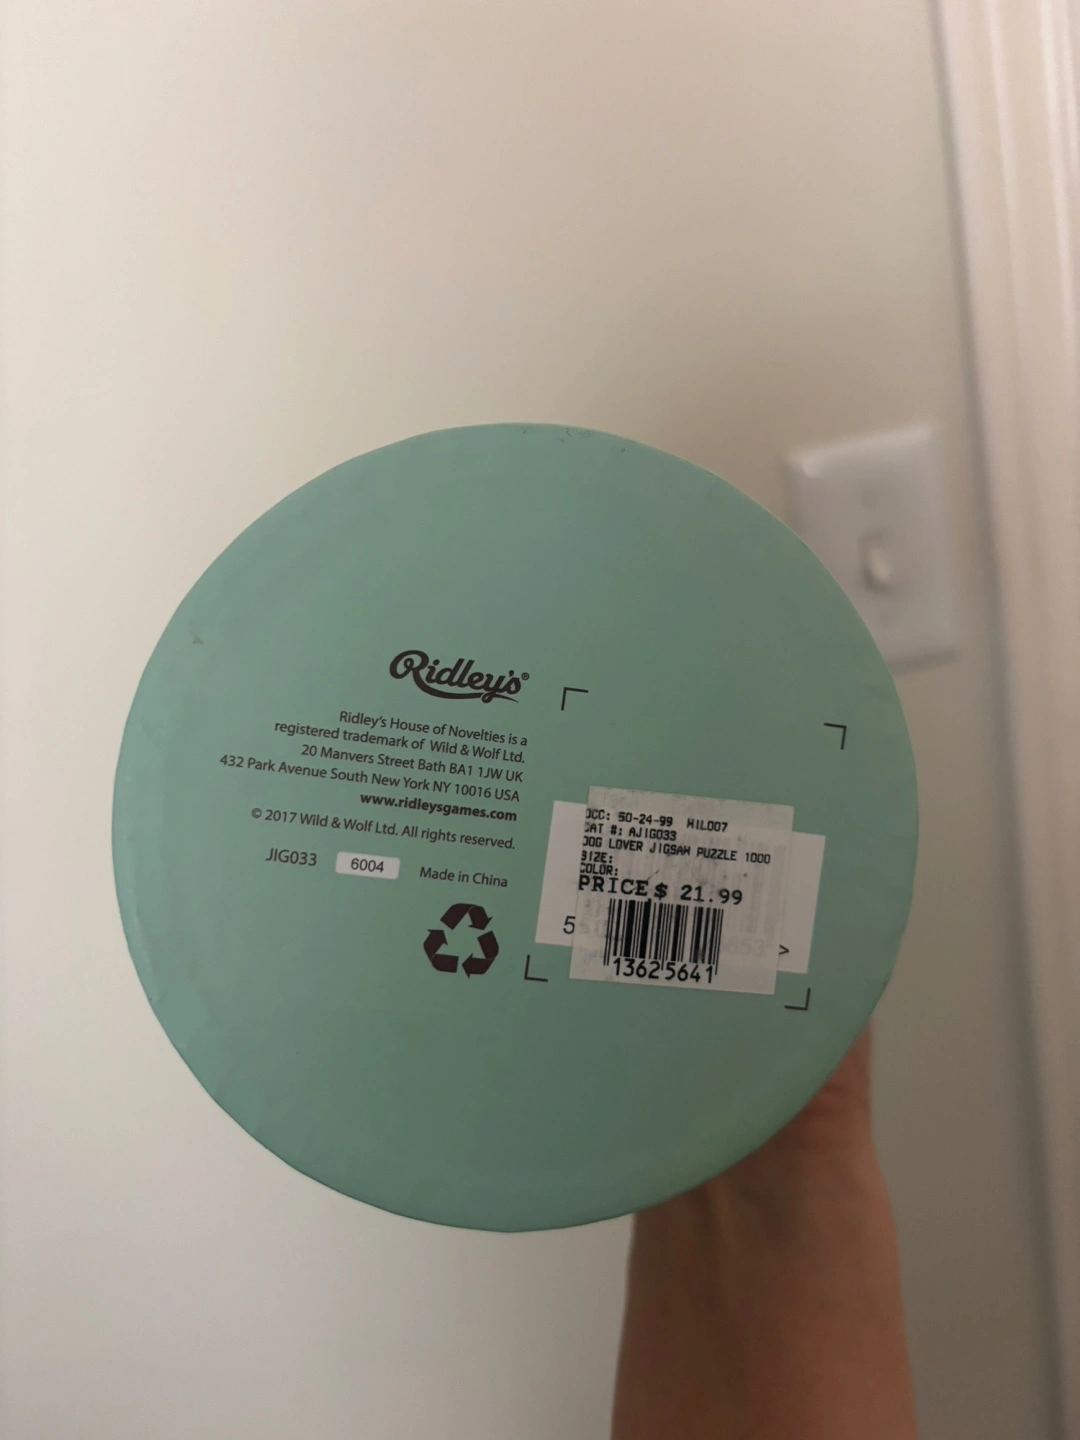 Ridley's®
Ridley's House of Novelties is a
registered trademark of Wild & Wolf Ltd.
20 Manvers Street Bath BA1 1JW UK
432 Park Avenue South New York NY 10016 USA
www.ridleysgames.com
© 2017 Wild & Wolf Ltd. All rights reserved.
JIG033 6004 Made in China
50-24-99
CAT #: AJIG033
DOG LOVER JIGSAW PUZZLE 1000
SIZE:
COLOR:
PRICE $ 21.99
5 >
13625641